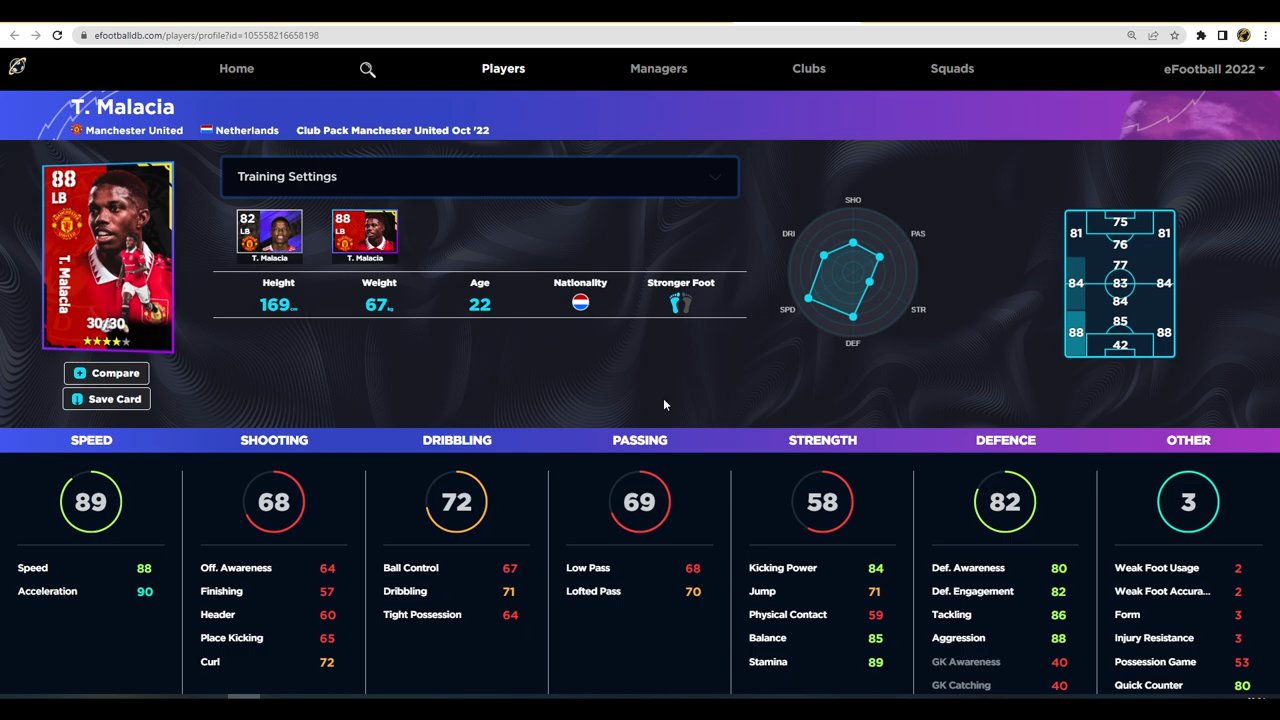 efootballdb.com/players/profile?id=105558216658198
Home Players Managers Clubs Squads eFootball 2022
T. Malacia
Manchester United Netherlands Club Pack Manchester United Oct '22
88
LB
T. Malacia
30/30
Training Settings
82
LB
T. Malacia
88
LB
T. Malacia
Height Weight Age Nationality Stronger Foot
169cm 67kg 22
Compare
Save Card
SHO
PAS
STR
DEF
SPD
DRI
75
81 76 81
77
84 83 84
84
88 85 88
42
SPEED SHOOTING DRIBBLING PASSING STRENGTH DEFENCE OTHER
89 68 72 69 58 82 3
Speed 88
Acceleration 90
Off. Awareness 64
Finishing 57
Header 60
Place Kicking 65
Curl 72
Ball Control 67
Dribbling 71
Tight Possession 64
Low Pass 68
Lofted Pass 70
Kicking Power 84
Jump 71
Physical Contact 59
Balance 85
Stamina 89
Def. Awareness 80
Def. Engagement 82
Tackling 86
Aggression 88
GK Awareness 40
GK Catching 40
Weak Foot Usage 2
Weak Foot Accura... 2
Form 3
Injury Resistance 3
Possession Game 53
Quick Counter 80